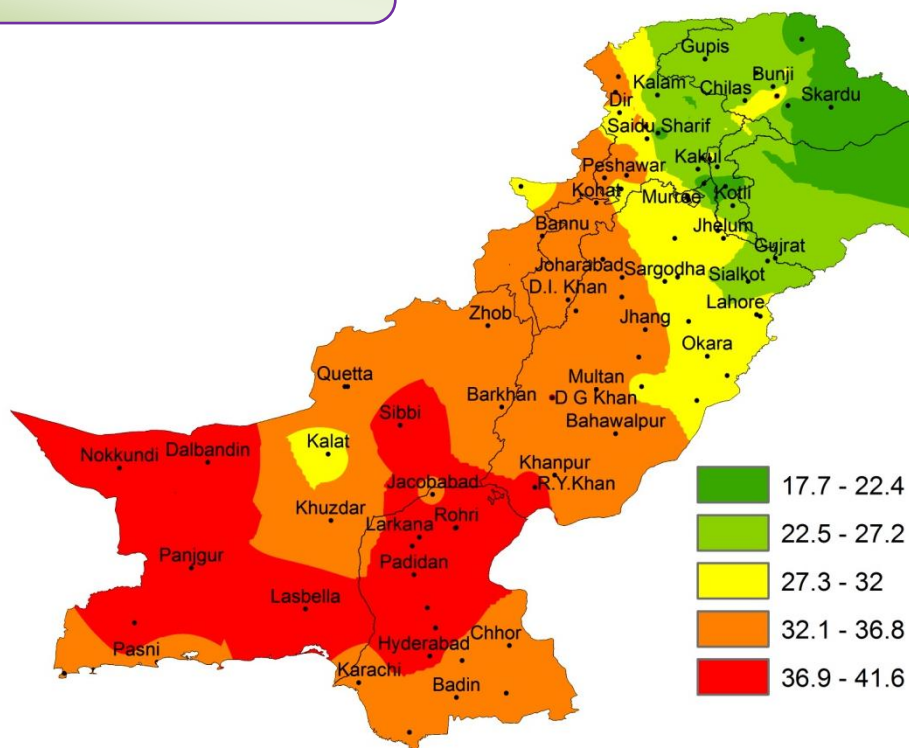 Gupis
Bunji
Kalam
Chilas
Skardu
Dir
Saidu Sharif
Kakul
Peshawar
Kohat
Murree
Kotli
Bannu
Jhelum
Gujrat
Joharabad
Sargodha
Sialkot
D.I. Khan
Lahore
Zhob
Jhang
Okara
Quetta
Multan
Barkhan
D G Khan
Sibbi
Bahawalpur
Kalat
Dalbandin
Nokkundi
Khanpur
Jacobabad
R.Y.Khan
Khuzdar
Larkana
Rohri
Panjgur
Padidan
Lasbella
Hyderabad
Chhor
Pasni
Karachi
Badin
17.7 - 22.4
22.5 - 27.2
27.3 - 32
32.1 - 36.8
36.9 - 41.6